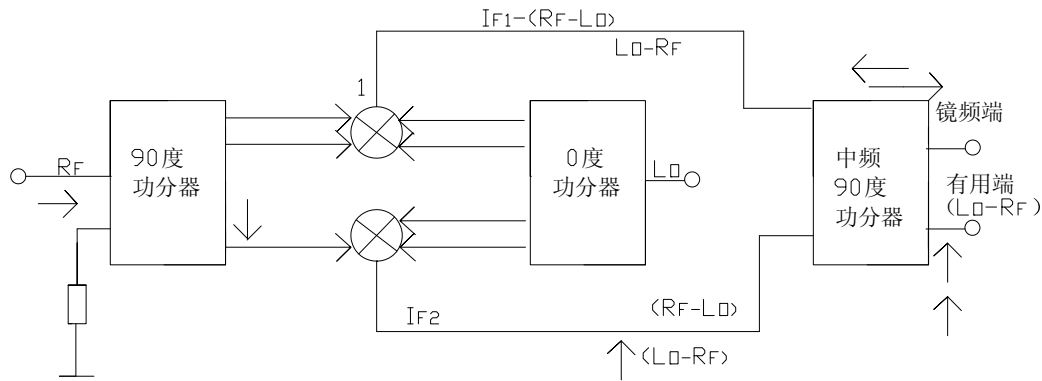 IF1-(RF-LO)
LO-RF
1
镜频端
RF
90度
功分器
0度
功分器
LO
中频
90度
功分器
有用端
(LO-RF)
IF2
(RF-LO)
(LO-RF)